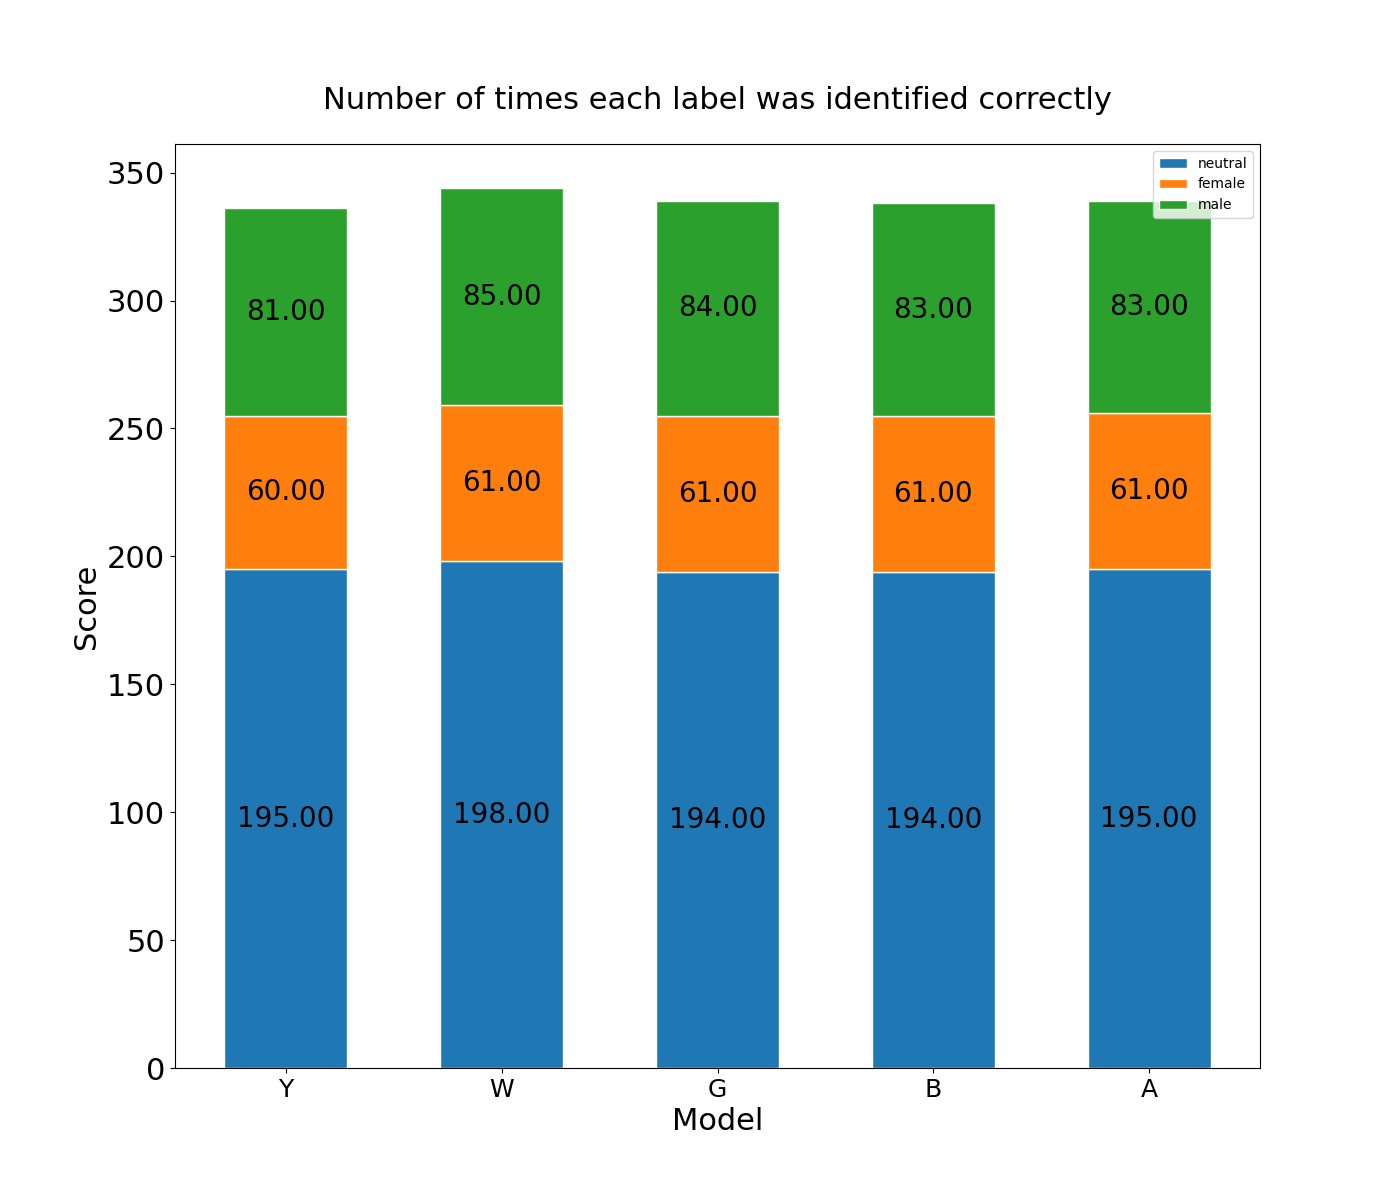 Number of times each label was identified correctly
neutral
female
male
350
300
250
200
150
100
50
0
Score
81.00
85.00
84.00
83.00
83.00
60.00
61.00
61.00
61.00
61.00
195.00
198.00
194.00
194.00
195.00
Y
W
G
B
A
Model